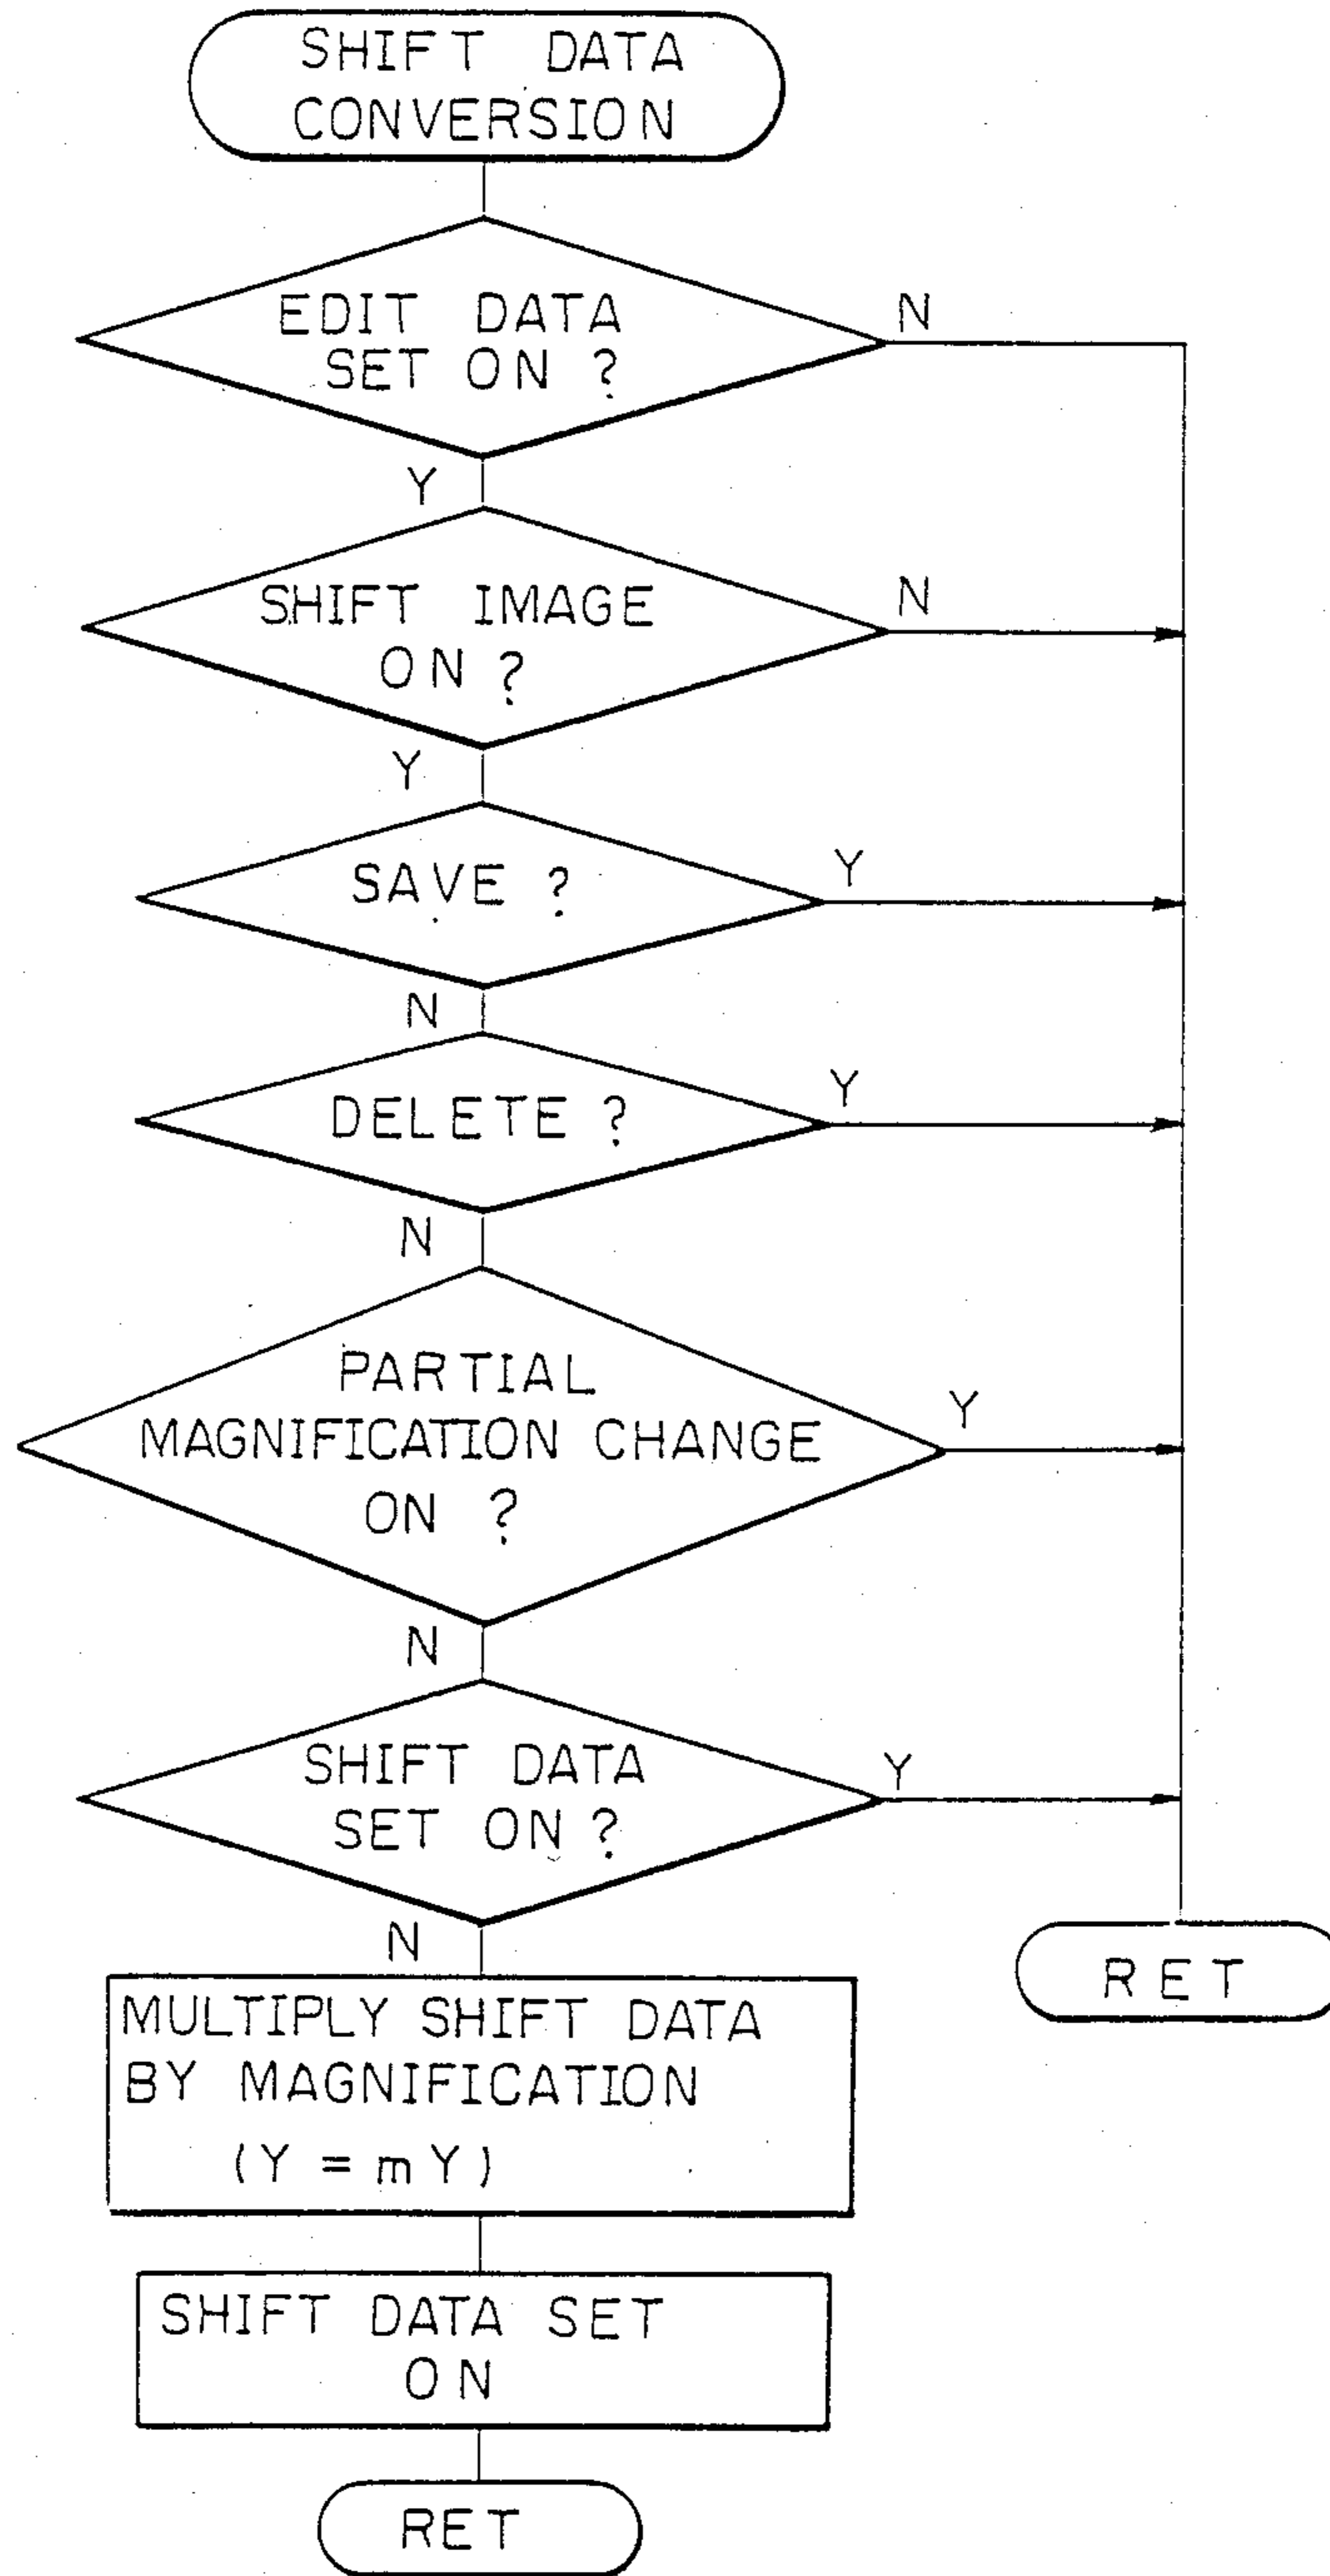 SHIFT DATA
CONVERSION
EDIT DATA
SET ON ?
N
Y
SHIFT IMAGE
ON ?
N
Y
SAVE ?
Y
N
DELETE ?
Y
N
PARTIAL
MAGNIFICATION CHANGE
ON ?
Y
N
SHIFT DATA
SET ON ?
Y
N
RET
MULTIPLY SHIFT DATA
BY MAGNIFICATION
(Y = mY)
SHIFT DATA SET
ON
RET